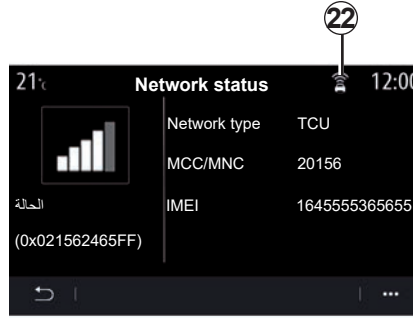 22
21°c Network status 12:00
Network type TCU
MCC/MNC 20156
الحالة IMEI 1645555365655
(0x021562465FF)